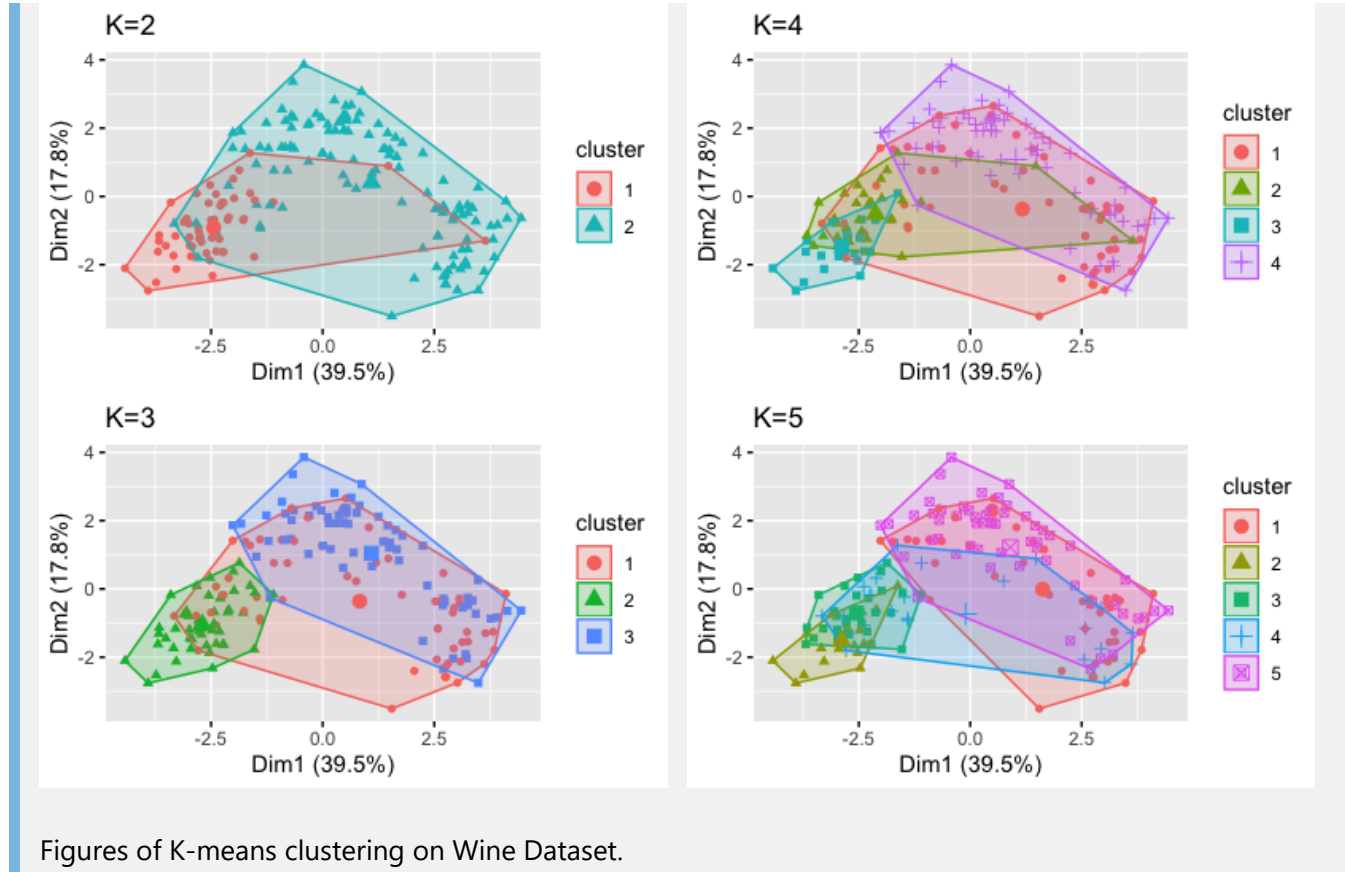 K=2
4
2
0
-2
Dim2 (17.8%)
-2.5 0.0 2.5
Dim1 (39.5%)
cluster
1
2
K=4
4
2
0
-2
Dim2 (17.8%)
-2.5 0.0 2.5
Dim1 (39.5%)
cluster
1
2
3
4
K=3
4
2
0
-2
Dim2 (17.8%)
-2.5 0.0 2.5
Dim1 (39.5%)
cluster
1
2
3
K=5
4
2
0
-2
Dim2 (17.8%)
-2.5 0.0 2.5
Dim1 (39.5%)
cluster
1
2
3
4
5
Figures of K-means clustering on Wine Dataset.